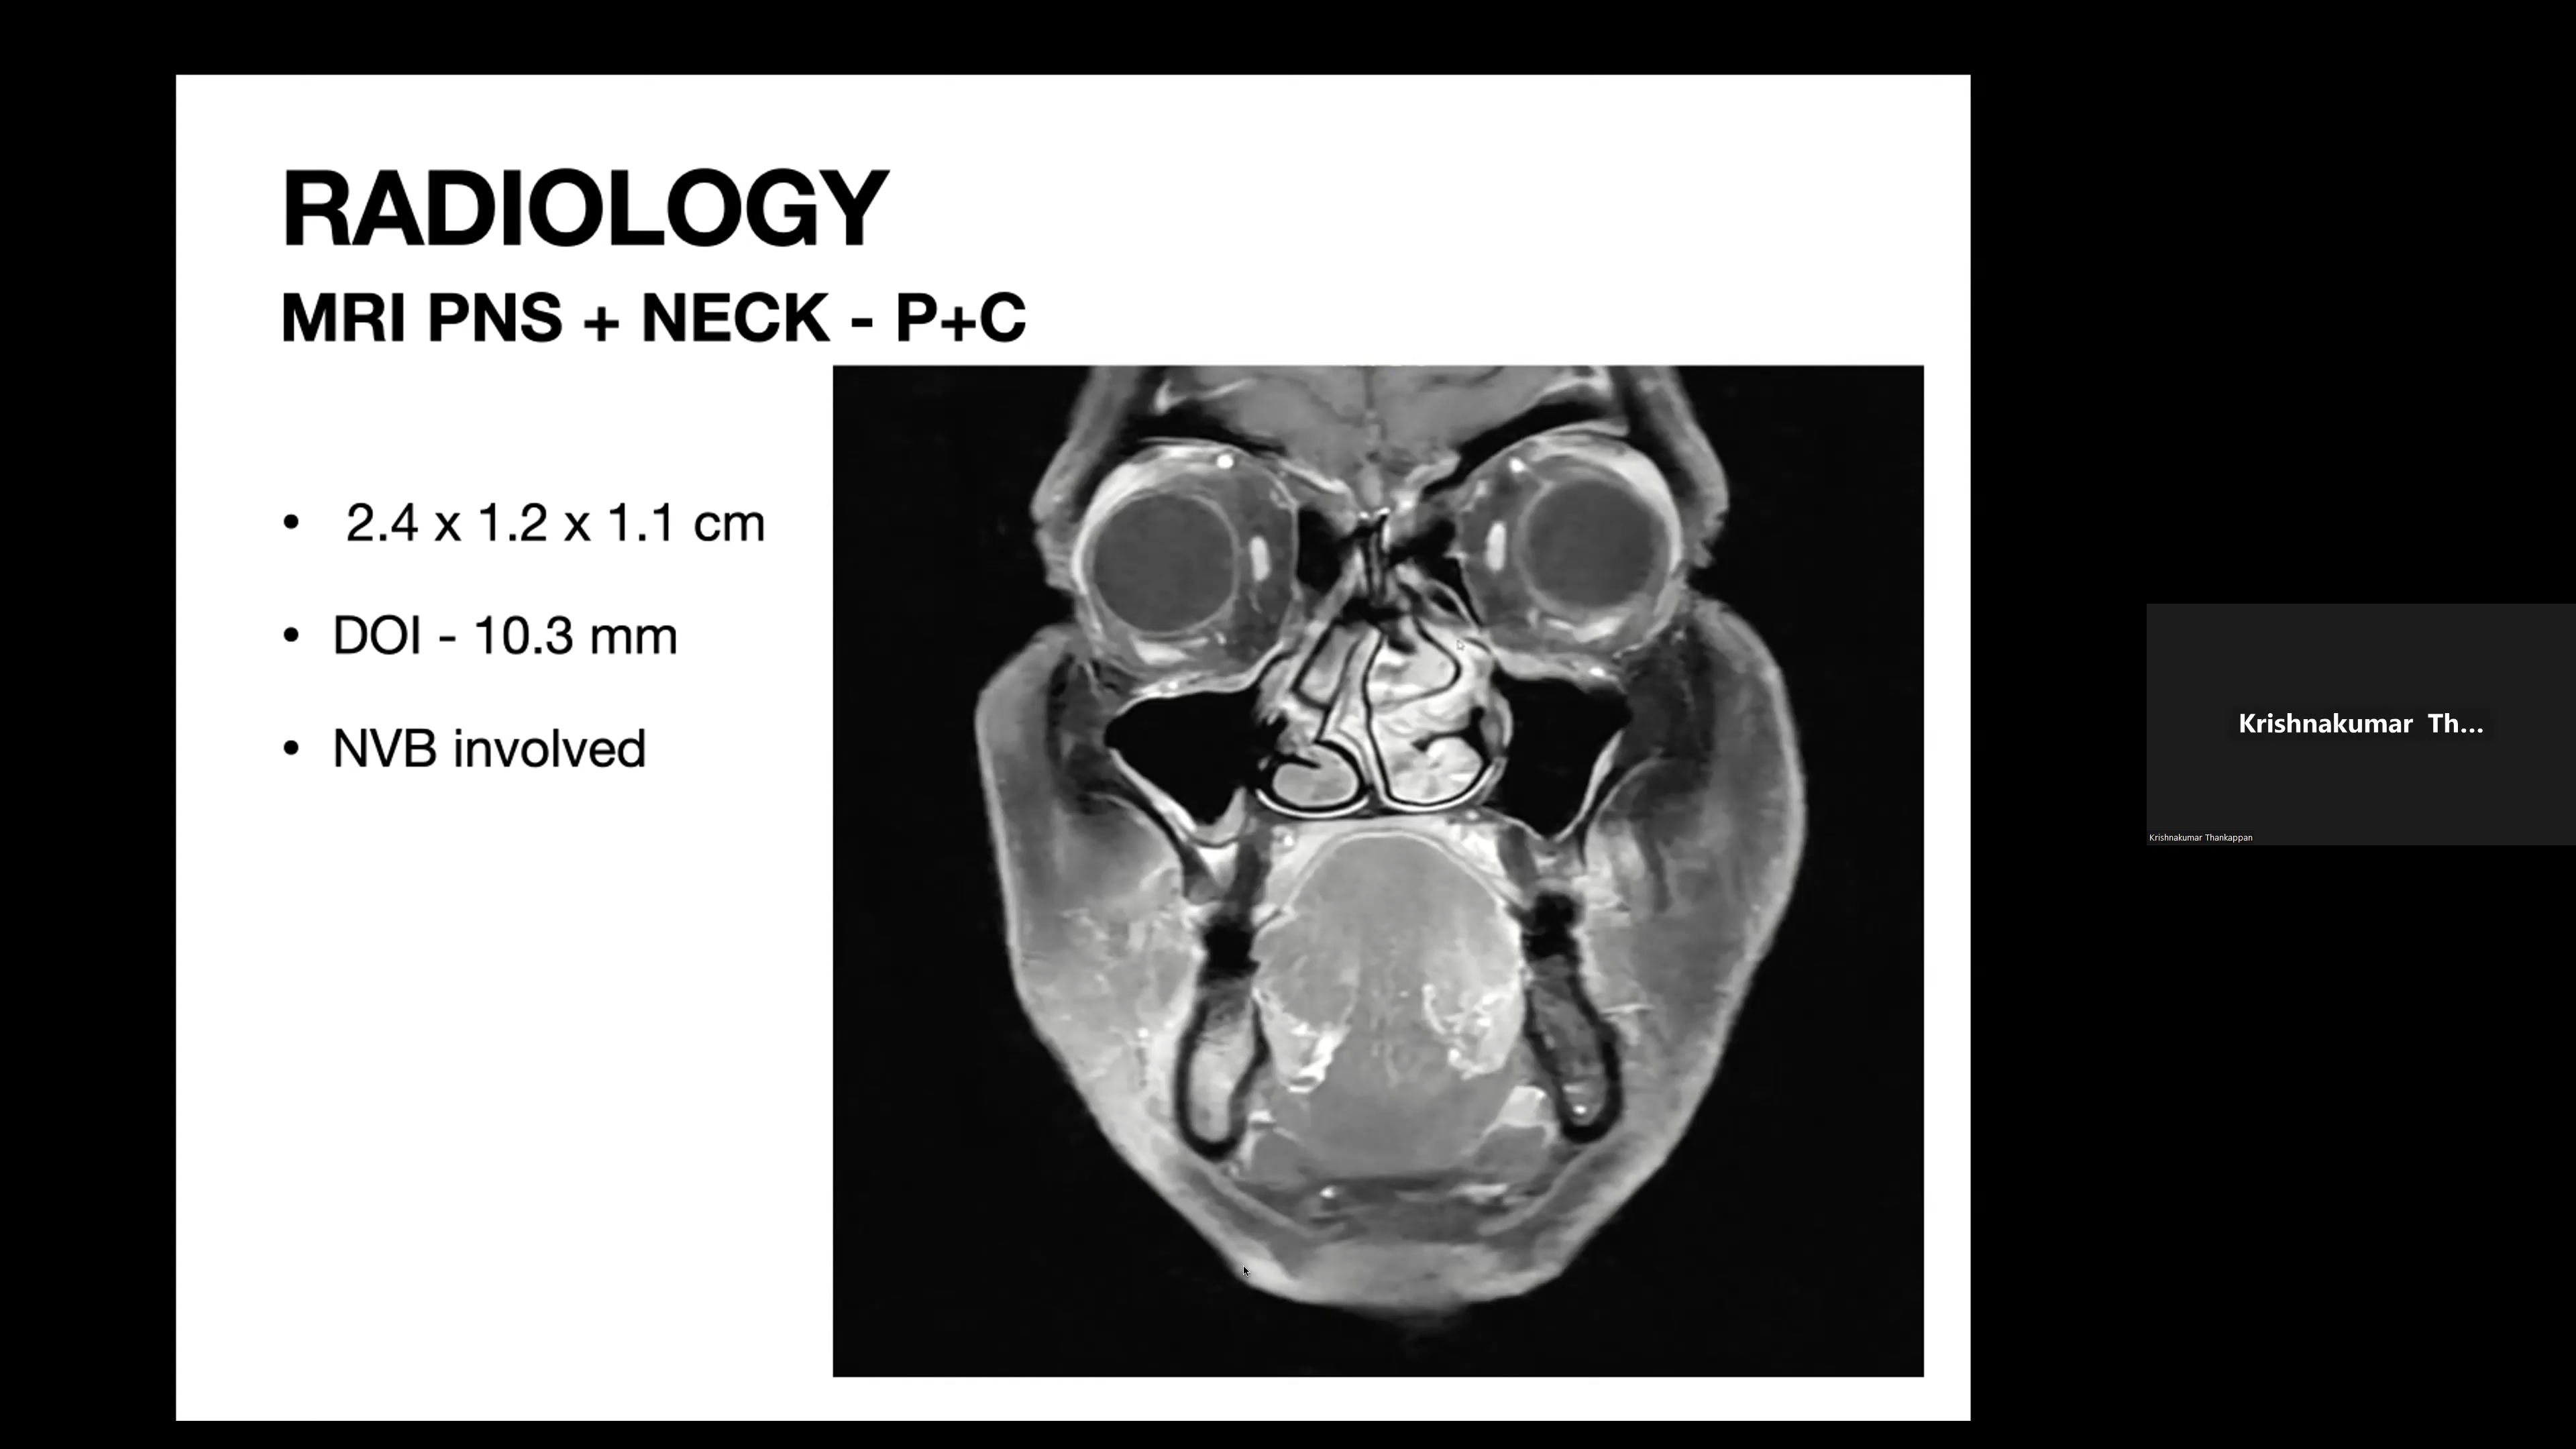 RADIOLOGY
MRI PNS + NECK - P+C
• 2.4 x 1.2 x 1.1 cm
• DOI - 10.3 mm
• NVB involved
Krishnakumar Th...
Krishnakumar Thankappan